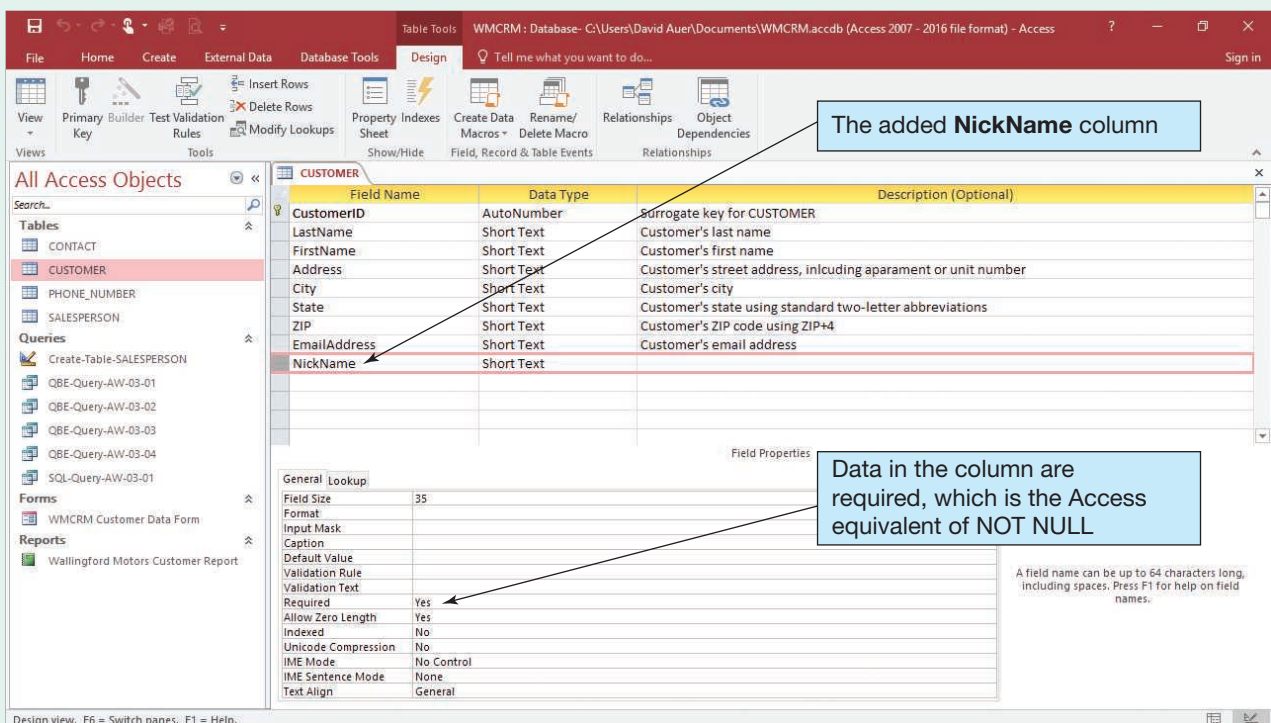 Table Tools
WMCRM : Database- C:\Users\David Auer\Documents\WMCRM.accdb (Access 2007 - 2016 file format) - Access
?
File Home Create External Data Database Tools Design Tell me what you want to do... Sign in
View
Primary Key
Builder
Test Validation Rules
Insert Rows
Delete Rows
Modify Lookups
Property Sheet
Indexes
Create Data Macros
Rename/ Delete Macro
Relationships
Object Dependencies
Views
Tools
Show/Hide
Field, Record & Table Events
Relationships
The added NickName column
All Access Objects
Search...
Tables
CONTACT
CUSTOMER
PHONE_NUMBER
SALESPERSON
Queries
Create-Table-SALESPERSON
QBE-Query-AW-03-01
QBE-Query-AW-03-02
QBE-Query-AW-03-03
QBE-Query-AW-03-04
SQL-Query-AW-03-01
Forms
WMCRM Customer Data Form
Reports
Wallingford Motors Customer Report
CUSTOMER
Field Name Data Type Description (Optional)
CustomerID AutoNumber Surrogate key for CUSTOMER
LastName Short Text Customer's last name
FirstName Short Text Customer's first name
Address Short Text Customer's street address, inlcuding aparament or unit number
City Short Text Customer's city
State Short Text Customer's state using standard two-letter abbreviations
ZIP Short Text Customer's ZIP code using ZIP+4
EmailAddress Short Text Customer's email address
NickName Short Text
Field Properties
General Lookup
Field Size 35
Format
Input Mask
Caption
Default Value
Validation Rule
Validation Text
Required Yes
Allow Zero Length Yes
Indexed No
Unicode Compression No
IME Mode No Control
IME Sentence Mode None
Text Align General
Data in the column are
required, which is the Access
equivalent of NOT NULL
A field name can be up to 64 characters long,
including spaces. Press F1 for help on field
names.
Design view. F6 = Switch panes. F1 = Help.